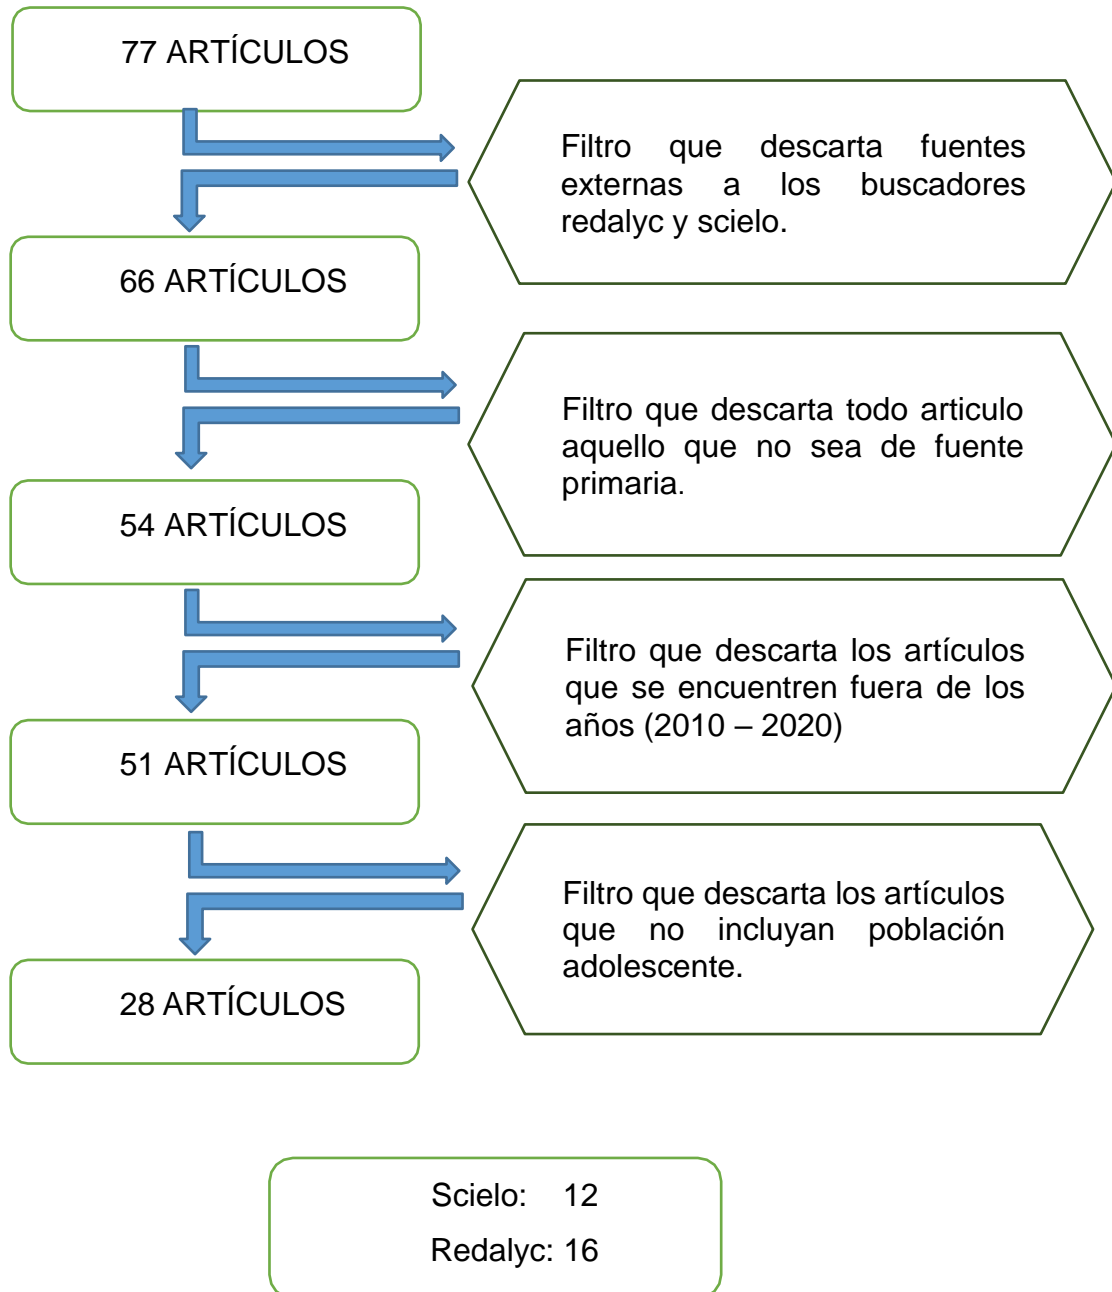 77 ARTÍCULOS
Filtro que descarta fuentes
externas a los buscadores
redalyc y scielo.
66 ARTÍCULOS
Filtro que descarta todo articulo
aquello que no sea de fuente
primaria.
54 ARTÍCULOS
Filtro que descarta los artículos
que se encuentren fuera de los
años (2010 – 2020)
51 ARTÍCULOS
Filtro que descarta los artículos
que no incluyan población
adolescente.
28 ARTÍCULOS
Scielo: 12
Redalyc: 16